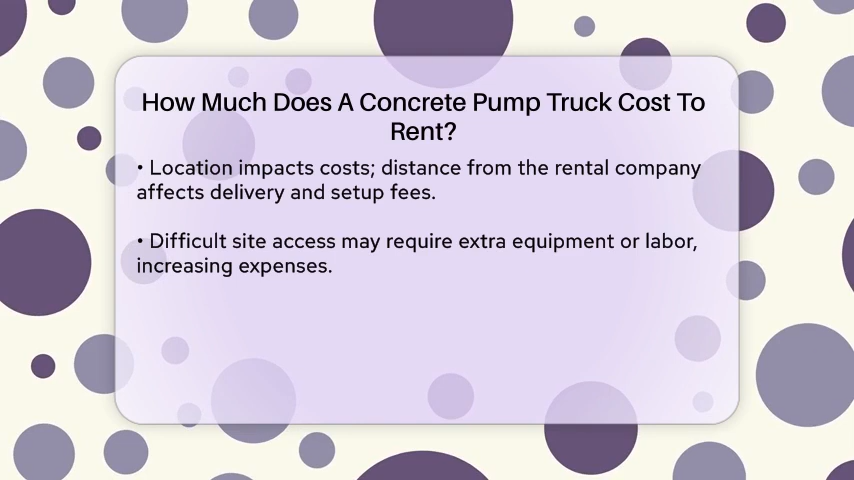 How Much Does A Concrete Pump Truck Cost To
Rent?
• Location impacts costs; distance from the rental company
affects delivery and setup fees.
• Difficult site access may require extra equipment or labor,
increasing expenses.